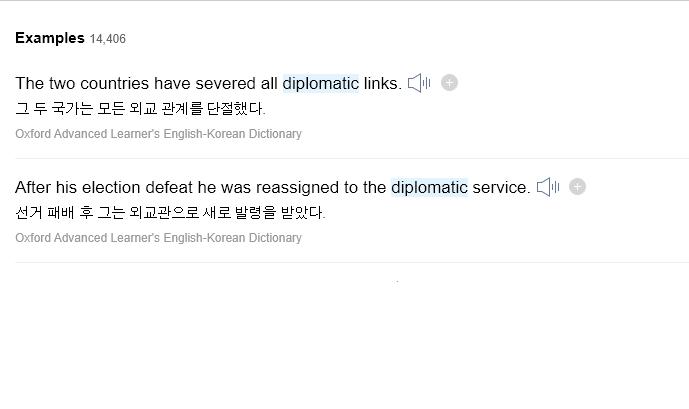 Examples 14,406
The two countries have severed all diplomatic links.
그 두 국가는 모든 외교 관계를 단절했다.
Oxford Advanced Learner's English-Korean Dictionary
After his election defeat he was reassigned to the diplomatic service.
선거 패배 후 그는 외교관으로 새로 발령을 받았다.
Oxford Advanced Learner's English-Korean Dictionary